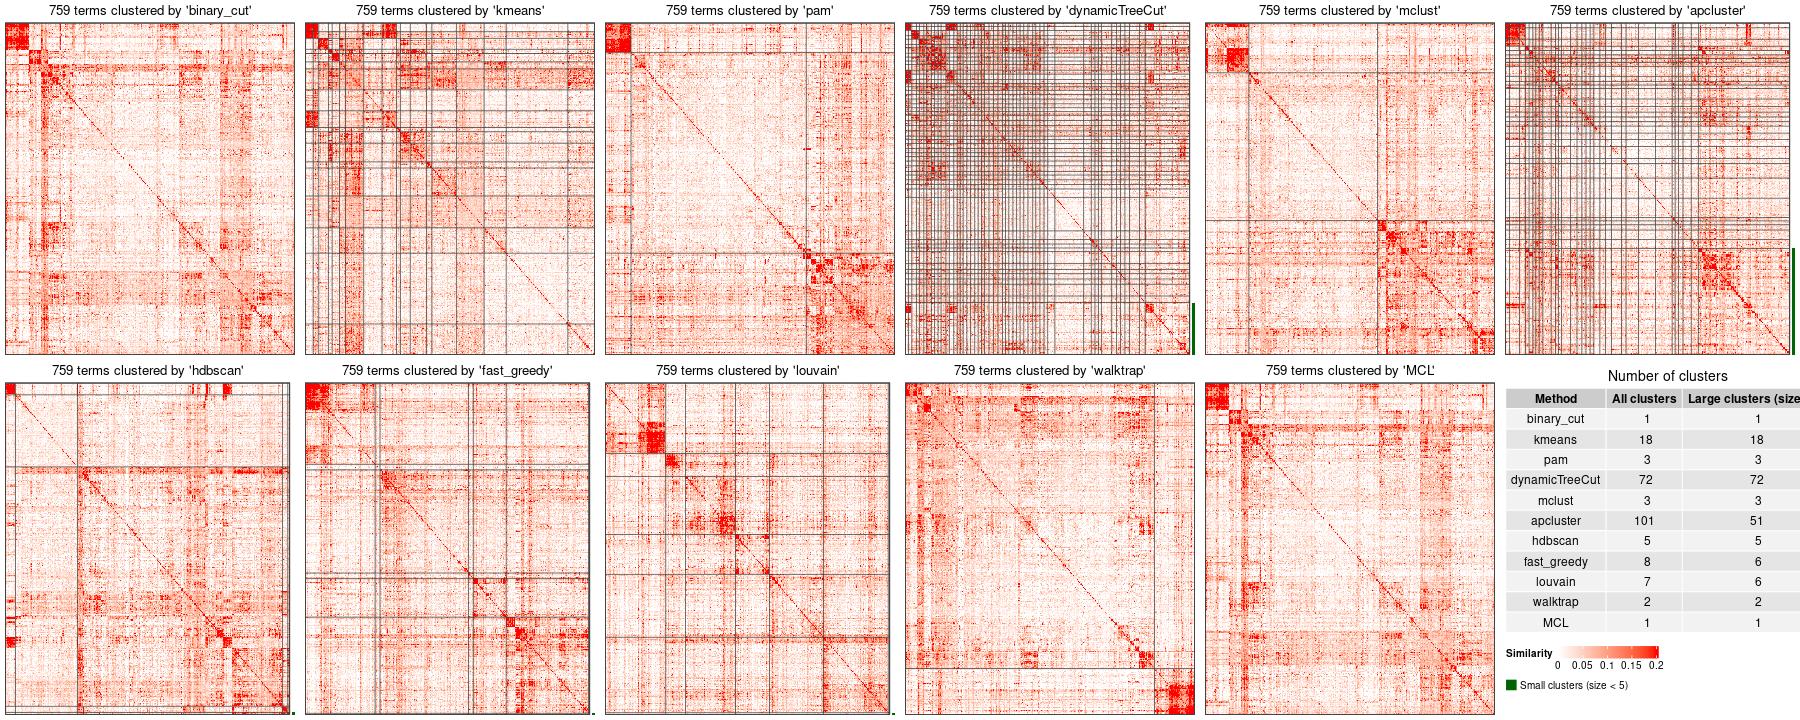 759 terms clustered by 'binary_cut'
759 terms clustered by 'kmeans'
759 terms clustered by 'pam'
759 terms clustered by 'dynamicTreeCut'
759 terms clustered by 'mclust'
759 terms clustered by 'apcluster'
759 terms clustered by 'hdbscan'
759 terms clustered by 'fast_greedy'
759 terms clustered by 'louvain'
759 terms clustered by 'walktrap'
759 terms clustered by 'MCL'
Number of clusters
Method All clusters Large clusters (size
binary_cut 1 1
kmeans 18 18
pam 3 3
dynamicTreeCut 72 72
mclust 3 3
apcluster 101 51
hdbscan 5 5
fast_greedy 8 6
louvain 7 6
walktrap 2 2
MCL 1 1
Similarity
0 0.05 0.1 0.15 0.2
Small clusters (size < 5)